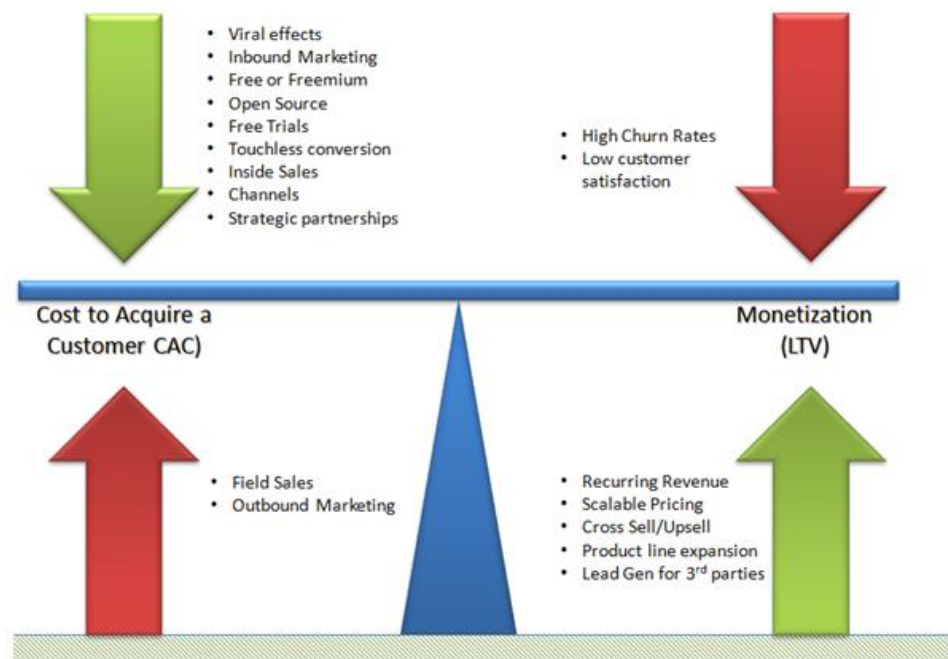 • Viral effects
• Inbound Marketing
• Free or Freemium
• Open Source
• Free Trials
• Touchless conversion
• Inside Sales
• Channels
• Strategic partnerships
• High Churn Rates
• Low customer
satisfaction
Cost to Acquire a
Customer CAC)
Monetization
(LTV)
• Field Sales
• Outbound Marketing
• Recurring Revenue
• Scalable Pricing
• Cross Sell/Upsell
• Product line expansion
• Lead Gen for 3rd parties